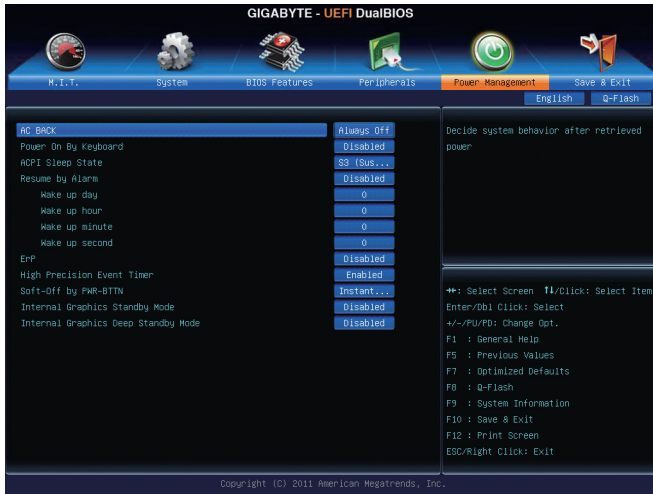 GIGABYTE - UEFI DualBIOS
M.I.T. System BIOS Features Peripherals Power Management Save & Exit
English Q-Flash
AC BACK Always Off
Power On By Keyboard Disabled
ACPI Sleep State S3 (Sus...
Resume by Alarm Disabled
Wake up day 0
Wake up hour 0
Wake up minute 0
Wake up second 0
ErP Disabled
High Precision Event Timer Enabled
Soft-Off by PWR-BTTN Instant...
Internal Graphics Standby Mode Disabled
Internal Graphics Deep Standby Mode Disabled
Decide system behavior after retrieved
power
→←: Select Screen ↑↓/Click: Select Item
Enter/Dbl Click: Select
+/-/PU/PD: Change Opt.
F1 : General Help
F5 : Previous Values
F7 : Optimized Defaults
F8 : Q-Flash
F9 : System Information
F10 : Save & Exit
F12 : Print Screen
ESC/Right Click: Exit
Copyright (C) 2011 American Megatrends, Inc.